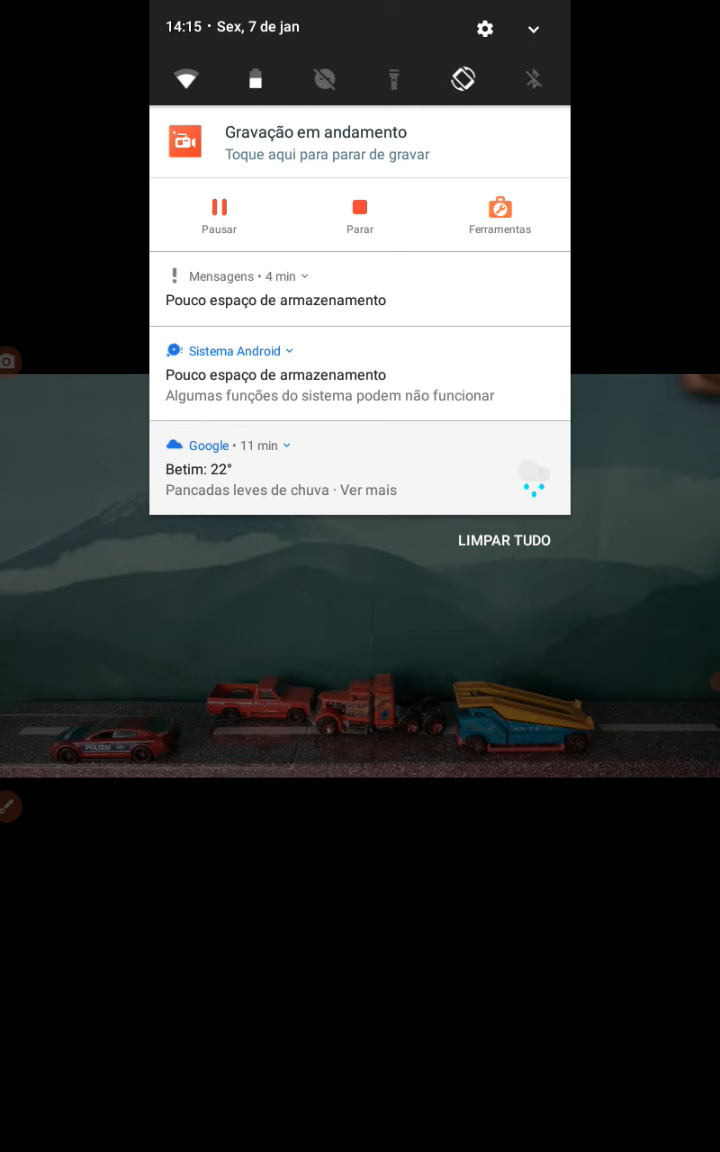 14:15 • Sex, 7 de jan
Gravação em andamento
Toque aqui para parar de gravar
Pausar
Parar
Ferramentas
Mensagens • 4 min
Pouco espaço de armazenamento
Sistema Android
Pouco espaço de armazenamento
Algumas funções do sistema podem não funcionar
Google • 11 min
Betim: 22°
Pancadas leves de chuva · Ver mais
LIMPAR TUDO